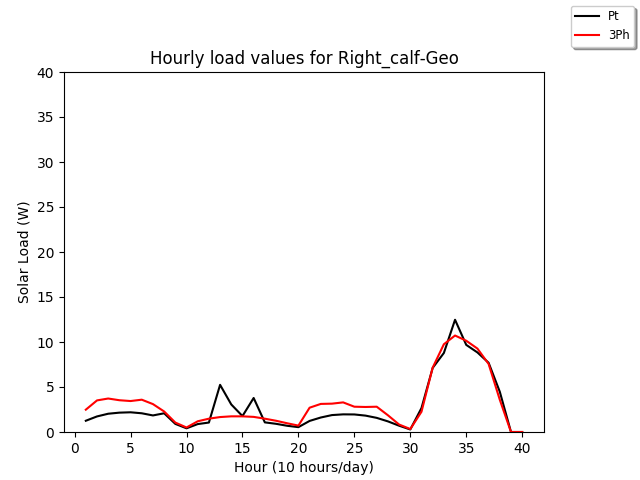 Pt
3Ph
Hourly load values for Right_calf-Geo
40
35
30
25
20
15
10
5
0
Solar Load (W)
0 5 10 15 20 25 30 35 40
Hour (10 hours/day)